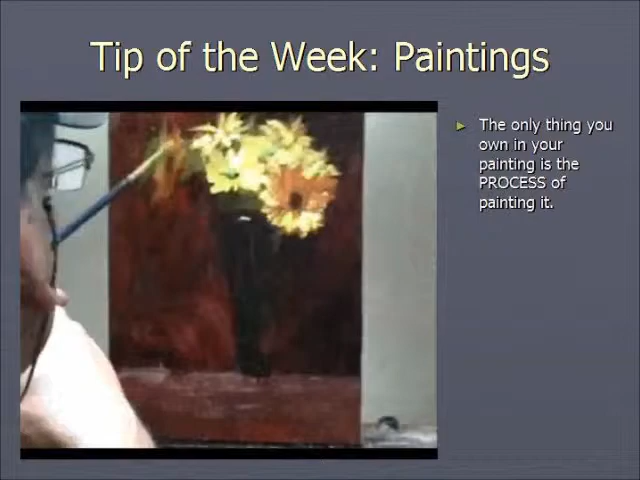 Tip of the Week: Paintings
The only thing you
own in your
painting is the
PROCESS of
painting it.